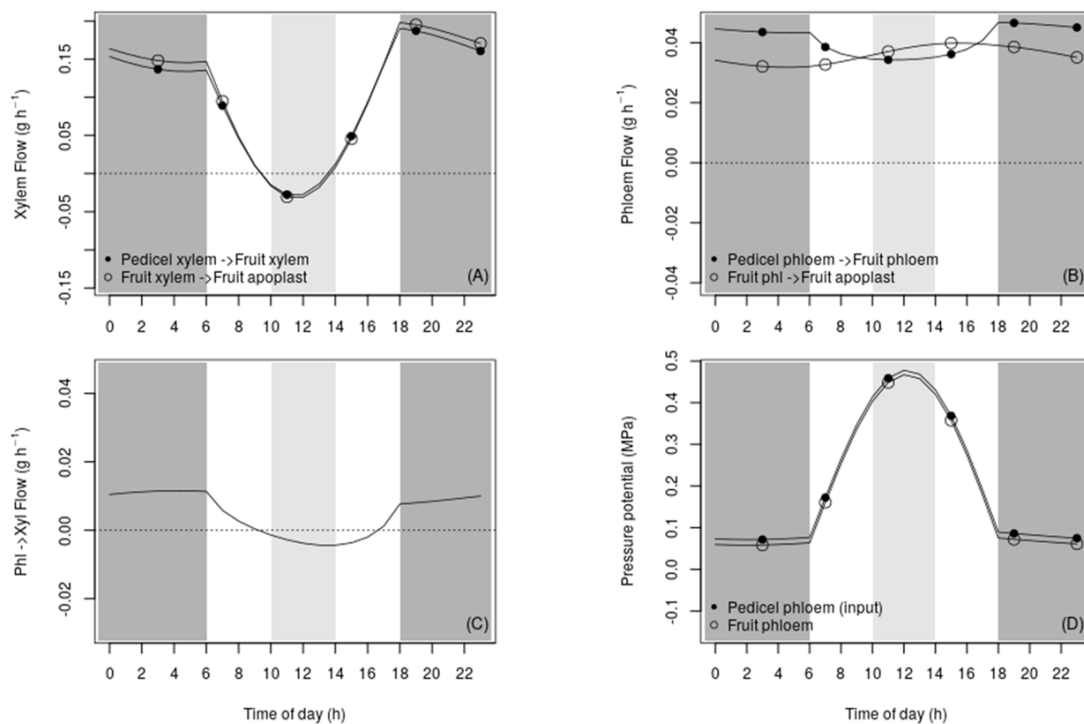 Xylem Flow (g h⁻¹)
0.15
0.05
-0.05
-0.15
Pedicel xylem ->Fruit xylem
Fruit xylem ->Fruit apoplast
(A)
0 2 4 6 8 10 12 14 16 18 20 22
Phloem Flow (g h⁻¹)
0.04
0.02
0.00
-0.02
-0.04
Pedicel phloem ->Fruit phloem
Fruit phl ->Fruit apoplast
(B)
0 2 4 6 8 10 12 14 16 18 20 22
Phl ->Xyl Flow (g h⁻¹)
0.04
0.02
0.00
-0.02
(C)
0 2 4 6 8 10 12 14 16 18 20 22
Time of day (h)
Pressure potential (MPa)
0.5
0.4
0.3
0.2
0.1
0.0
-0.1
Pedicel phloem (input)
Fruit phloem
(D)
0 2 4 6 8 10 12 14 16 18 20 22
Time of day (h)